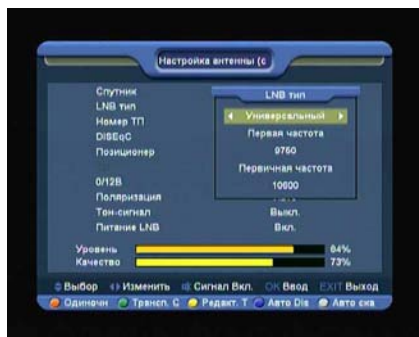 Настройка антенны (с
Спутник
LNB тип
Номер ТП
DiSEqC
Позиционер
0/12В
Поляризация
Тон-сигнал Выкл.
Питание LNB Вкл.
LNB тип
Универсальный
Первая частота
9750
Первичная частота
10600
Уровень 84%
Качество 73%
Выбор Изменить Сигнал Вкл. OK Ввод EXIT Выход
Одиночн Трансп. С Редакт. Т Авто Dis Авто ска